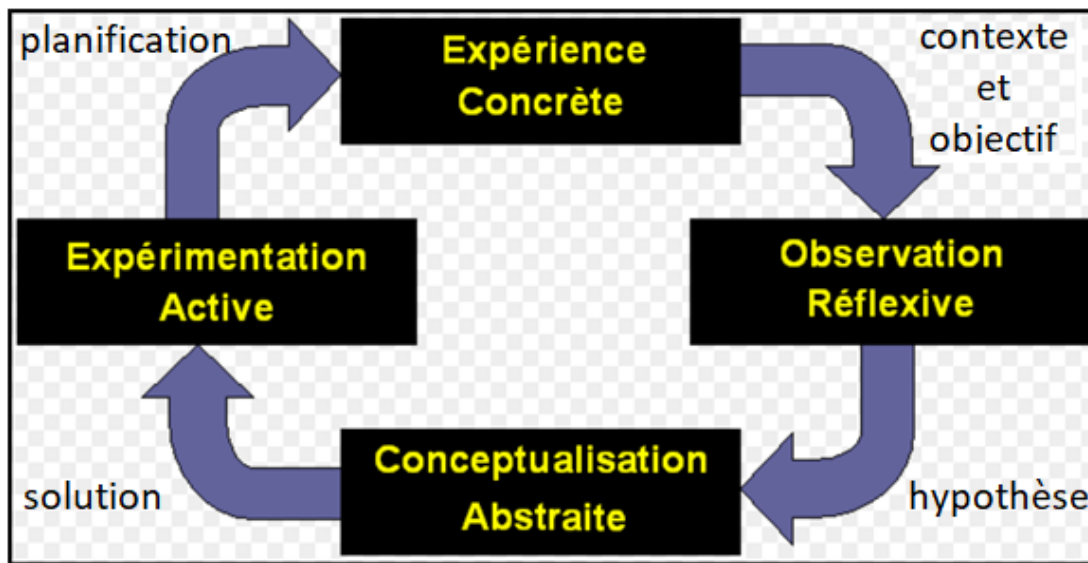 planification
Expérience
Concrète
contexte
et
objectif
Expérimentation
Active
Observation
Réflexive
solution
Conceptualisation
Abstraite
hypothèse